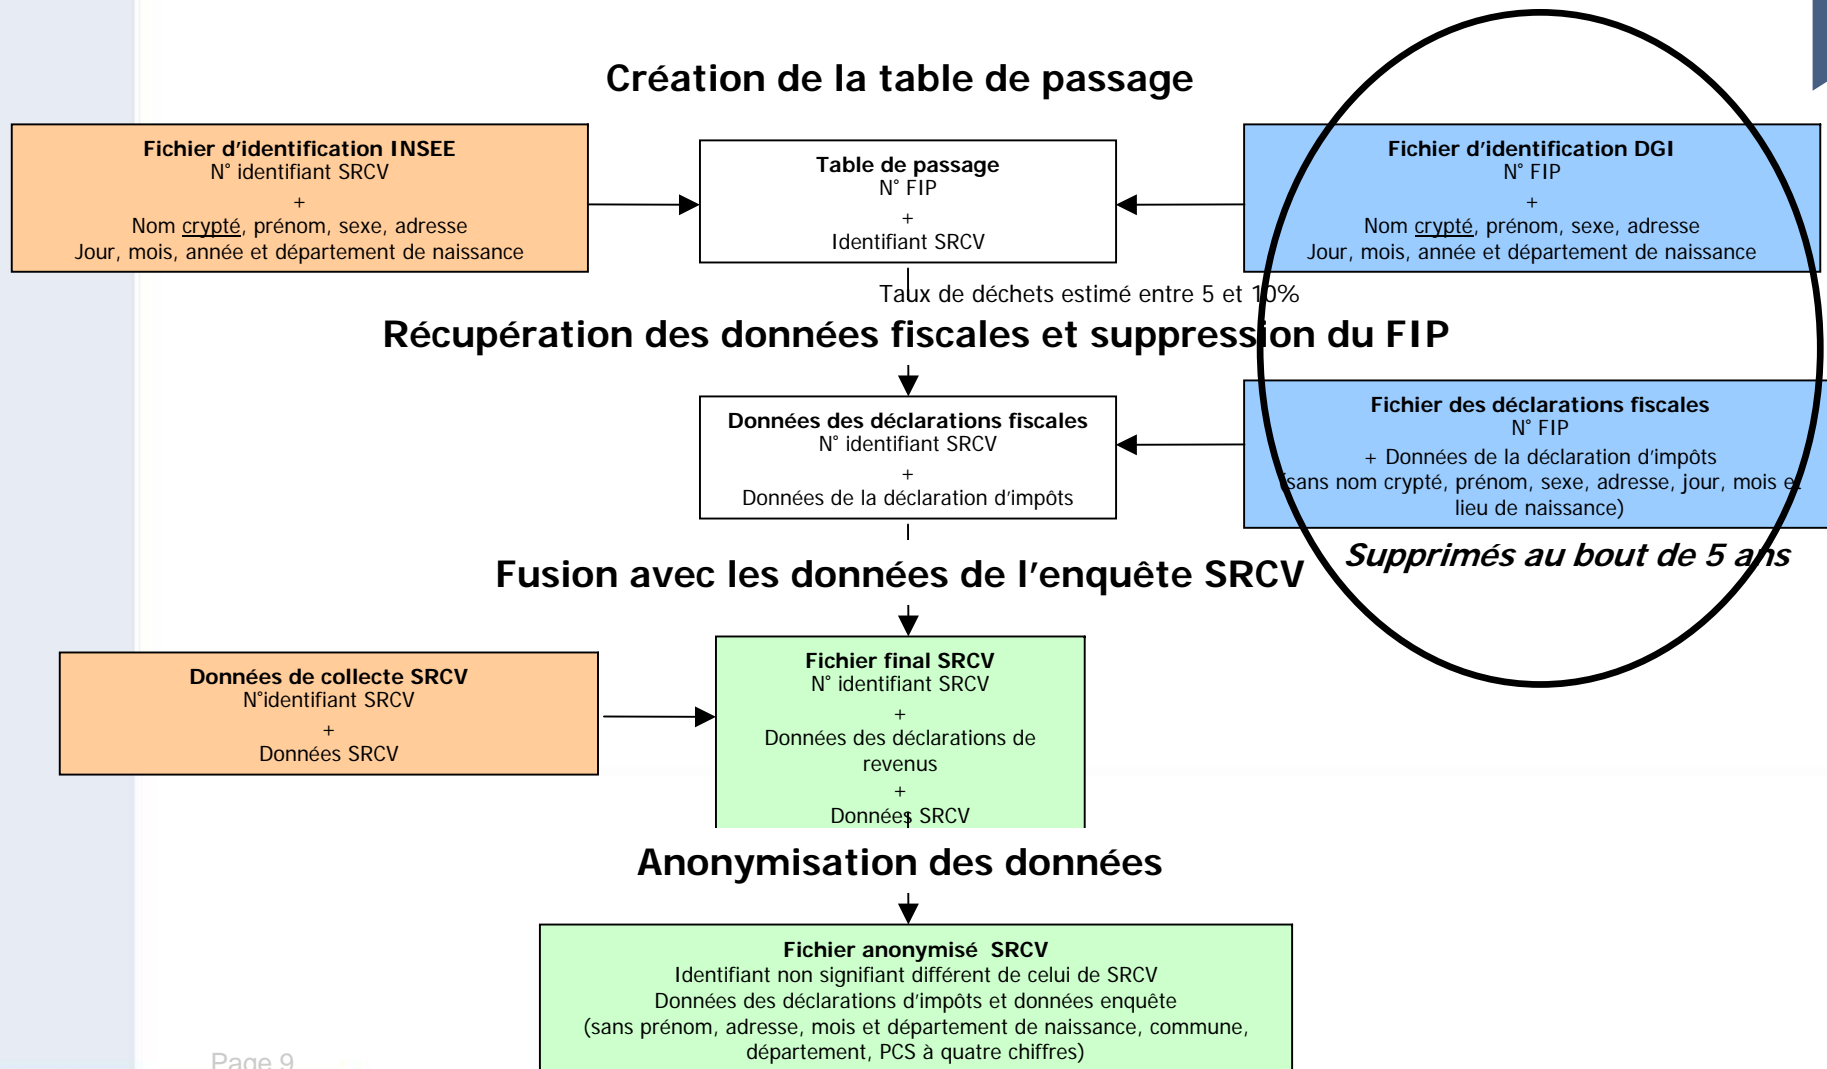 Création de la table de passage
Fichier d'identification INSEE
N° identifiant SRCV
+
Nom crypté, prénom, sexe, adresse
Jour, mois, année et département de naissance
Table de passage
N° FIP
+
Identifiant SRCV
Fichier d'identification DGI
N° FIP
+
Nom crypté, prénom, sexe, adresse
Jour, mois, année et département de naissance
Taux de déchets estimé entre 5 et 10%
Récupération des données fiscales et suppression du FIP
Données des déclarations fiscales
N° identifiant SRCV
+
Données de la déclaration d'impôts
Fichier des déclarations fiscales
N° FIP
+ Données de la déclaration d'impôts
(sans nom crypté, prénom, sexe, adresse, jour, mois et
lieu de naissance)
Supprimés au bout de 5 ans
Fusion avec les données de l'enquête SRCV
Données de collecte SRCV
N°identifiant SRCV
+
Données SRCV
Fichier final SRCV
N° identifiant SRCV
+
Données des déclarations de
revenus
+
Données SRCV
Anonymisation des données
Fichier anonymisé SRCV
Identifiant non signifiant différent de celui de SRCV
Données des déclarations d'impôts et données enquête
(sans prénom, adresse, mois et département de naissance, commune,
département, PCS à quatre chiffres)
Page 9